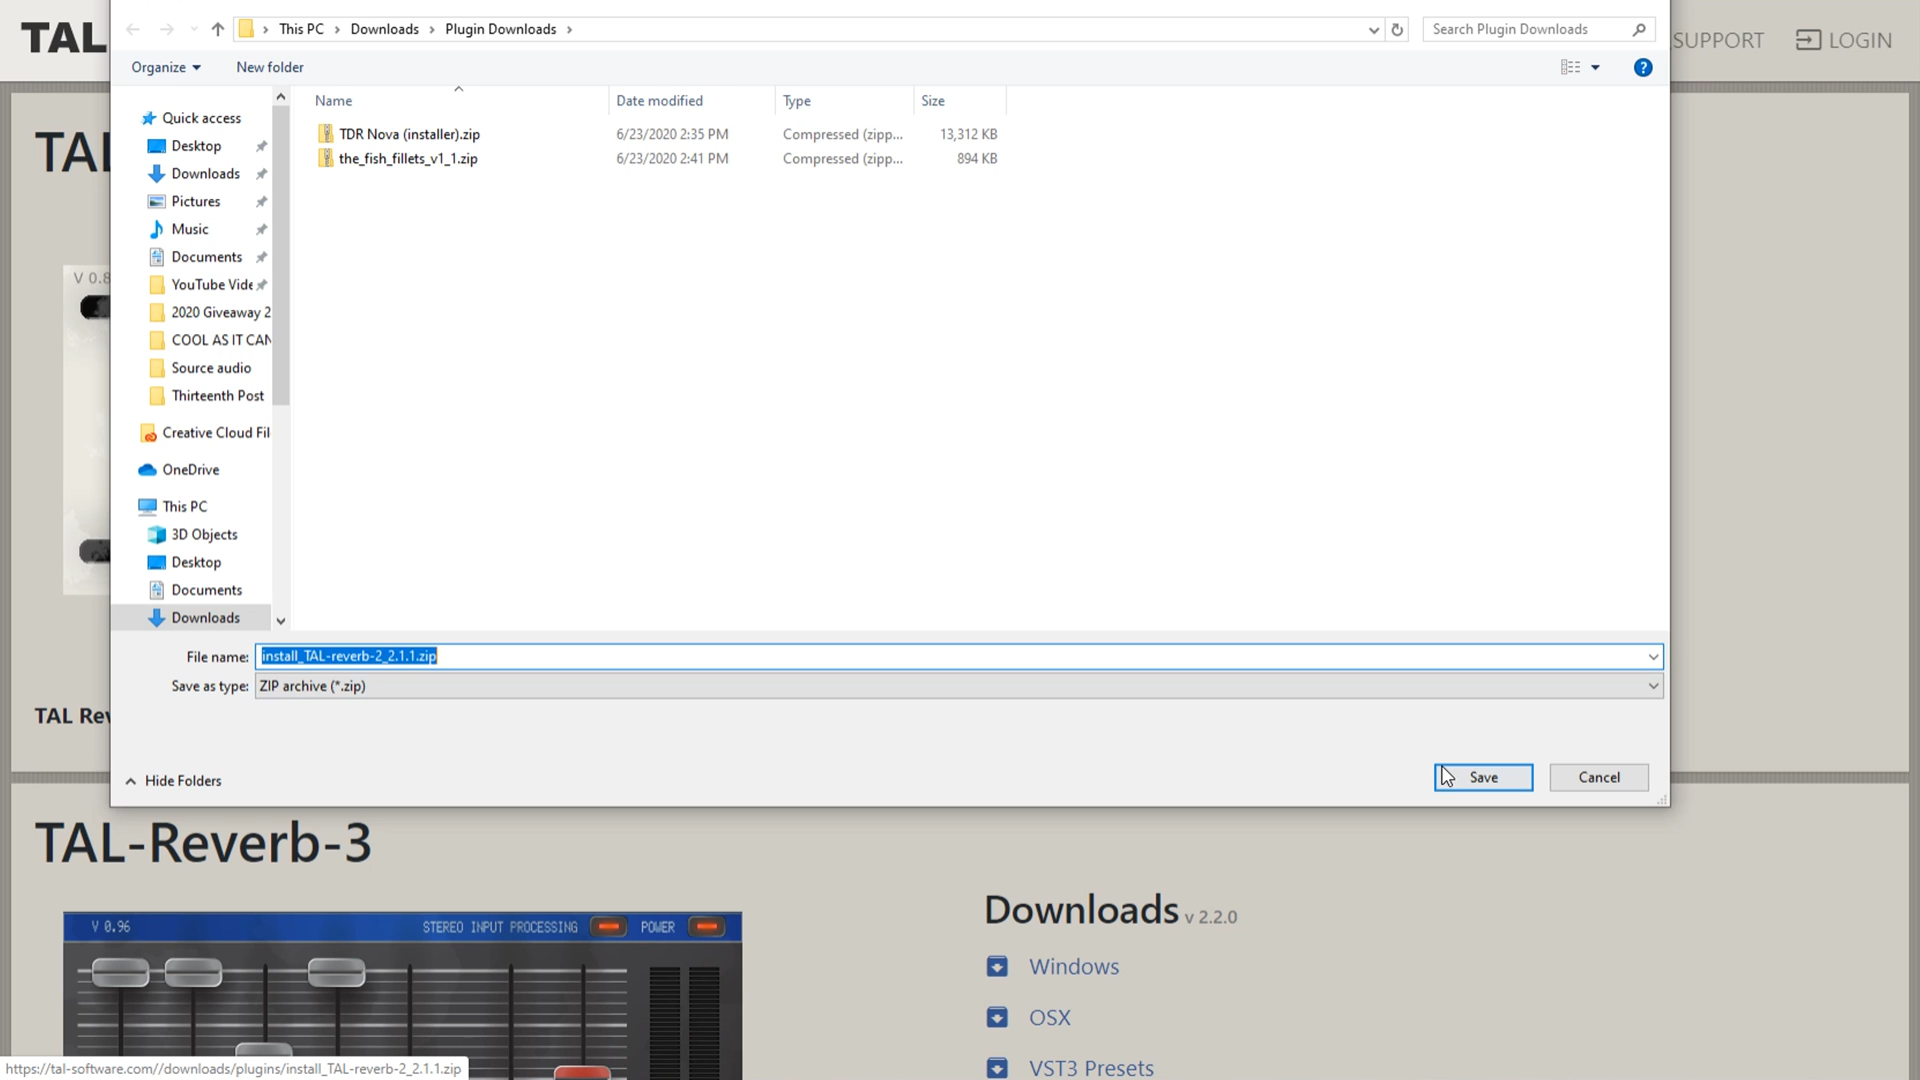 TAL
This PC > Downloads > Plugin Downloads >
Search Plugin Downloads
SUPPORT
LOGIN
Organize
New folder
Name
Date modified
Type
Size
Quick access
Desktop
Downloads
Pictures
Music
Documents
YouTube Vide
2020 Giveaway 2
COOL AS IT CAN
Source audio
Thirteenth Post
Creative Cloud Fil
OneDrive
This PC
3D Objects
Desktop
Documents
Downloads
TDR Nova (installer).zip 6/23/2020 2:35 PM Compressed (zipp... 13,312 KB
the_fish_fillets_v1_1.zip 6/23/2020 2:41 PM Compressed (zipp... 894 KB
TAL
V 0.8
File name: install_TAL-reverb-2_2.1.1.zip
Save as type: ZIP archive (*.zip)
TAL Rev
Hide Folders
Save
Cancel
TAL-Reverb-3
V 0.96 STEREO INPUT PROCESSING POWER
Downloads v 2.2.0
Windows
OSX
VST3 Presets
https://tal-software.com//downloads/plugins/install_TAL-reverb-2_2.1.1.zip